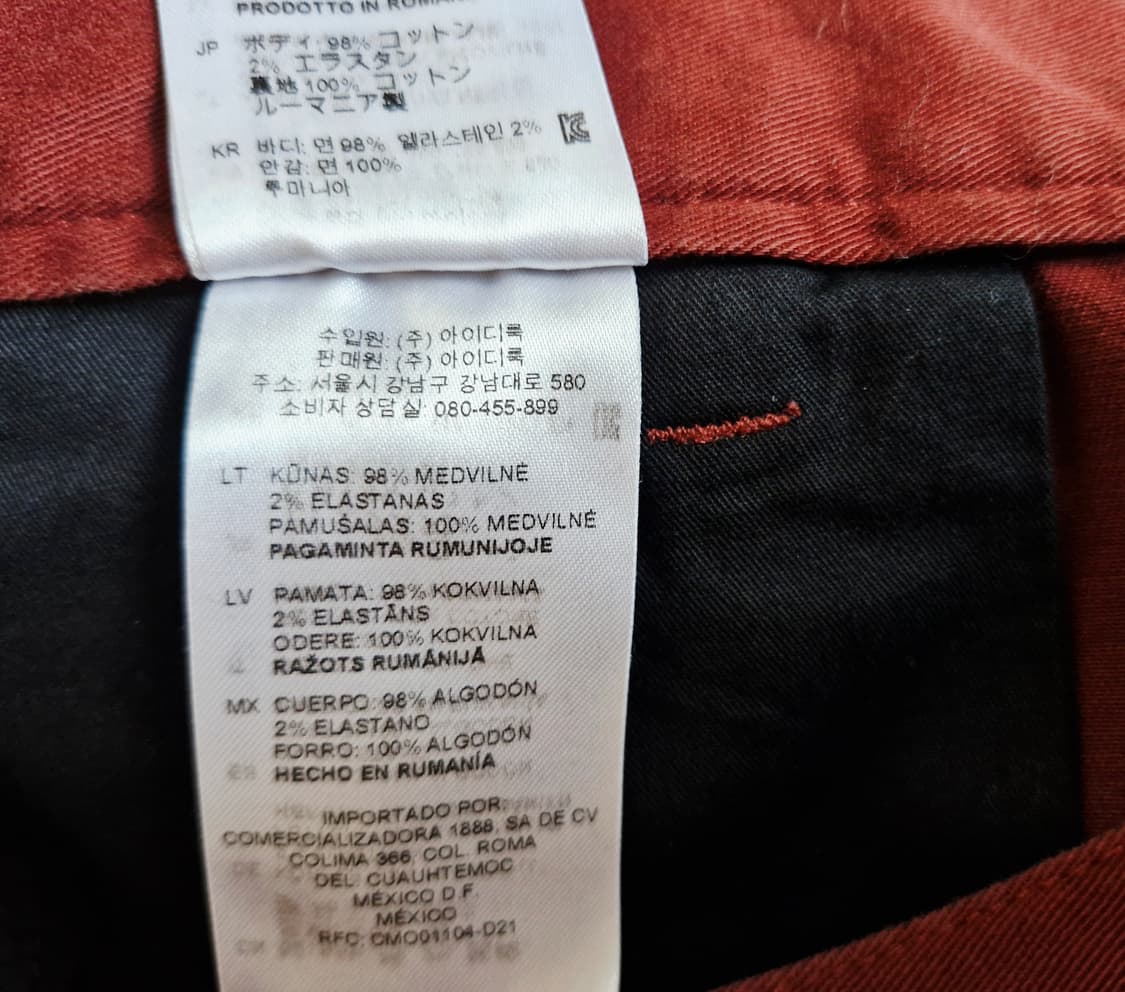 PRODOTTO IN ROMANIA
JP ボディ: 98% コットン
2% エラスタン
裏地 100% コットン
ルーマニア製
KR 바디: 면 98% 엘라스테인 2%
안감: 면 100%
루마니아
수입원: (주) 아이디룩
판매원: (주) 아이디룩
주소: 서울시 강남구 강남대로 580
소비자 상담실: 080-455-899
LT KŪNAS: 98% MEDVILNĖ
2% ELASTANAS
PAMUŠALAS: 100% MEDVILNĖ
PAGAMINTA RUMUNIJOJE
LV PAMATA: 98% KOKVILNA
2% ELASTĀNS
ODERE: 100% KOKVILNA
RAŽOTS RUMĀNIJĀ
MX CUERPO: 98% ALGODÓN
2% ELASTANO
FORRO: 100% ALGODÓN
HECHO EN RUMANÍA
IMPORTADO POR:
COMERCIALIZADORA 1888, SA DE CV
COLIMA 366, COL. ROMA
DEL. CUAUHTEMOC
MÉXICO D.F.
MÉXICO
RFC: CMO01104-D21